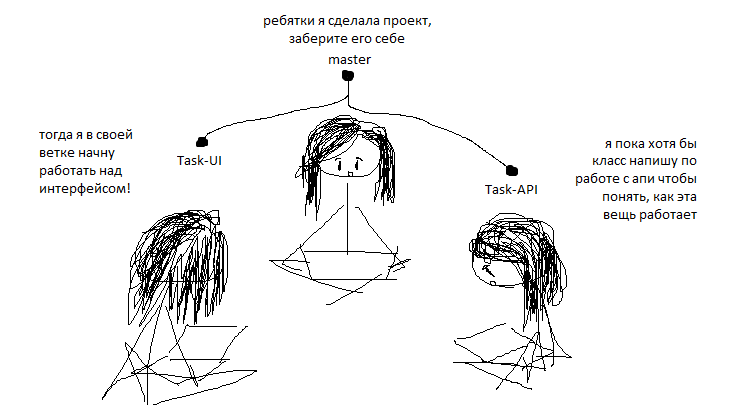 ребятки я сделала проект,
заберите его себе
master
тогда я в своей
ветке начну
работать над
интерфейсом!
Task-UI
Task-API
я пока хотя бы
класс напишу по
работе с апи чтобы
понять, как эта
вещь работает